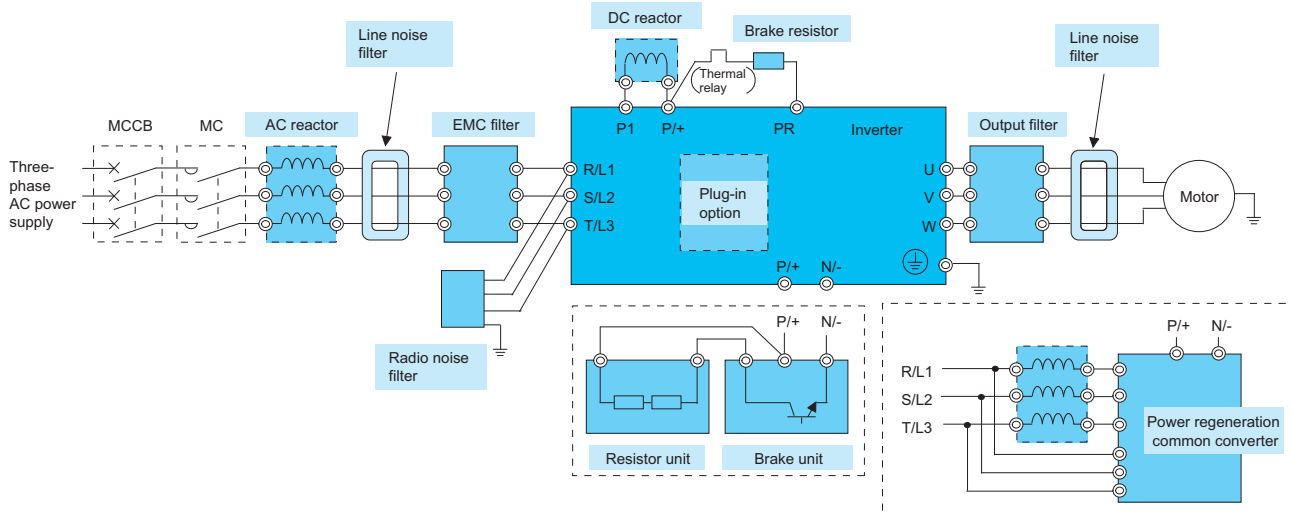 DC reactor
Brake resistor
Line noise
filter
Line noise
filter
(Thermal
relay)
MCCB
MC
AC reactor
EMC filter
P1
P/+
PR
Inverter
Output filter
Three-
phase
AC power
supply
R/L1
S/L2
T/L3
Plug-in
option
U
V
W
Motor
P/+
N/-
Radio noise
filter
P/+
N/-
Resistor unit
Brake unit
P/+
N/-
R/L1
S/L2
T/L3
Power regeneration
common converter